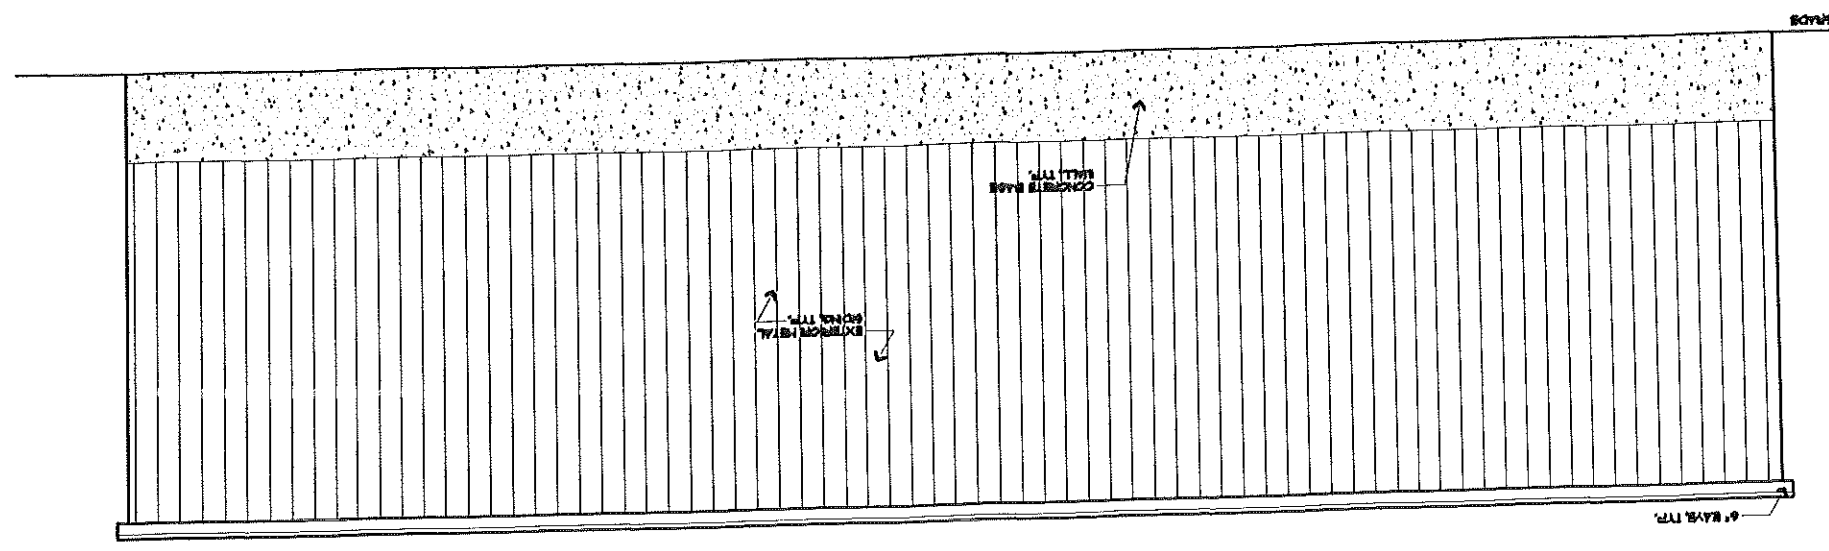 6" EAVE, TYP.
EXTERIOR METAL
SIDING, TYP.
CONCRETE BASE
WALL, TYP.